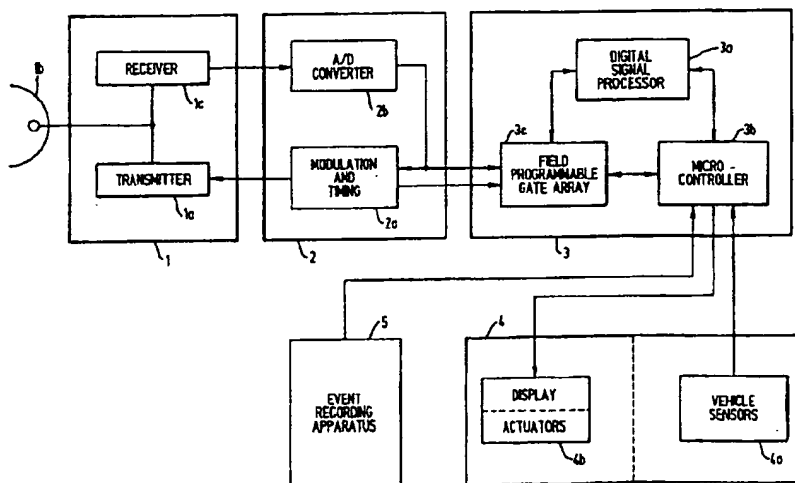 1b
RECEIVER
1c
TRANSMITTER
1a
1
A/D
CONVERTER
2b
MODULATION
AND
TIMING
2a
2
DIGITAL
SIGNAL
PROCESSOR
3a
3c
FIELD
PROGRAMMABLE
GATE ARRAY
3b
MICRO-
CONTROLLER
3
5
EVENT
RECORDING
APPARATUS
4
DISPLAY
ACTUATORS
4b
VEHICLE
SENSORS
4a